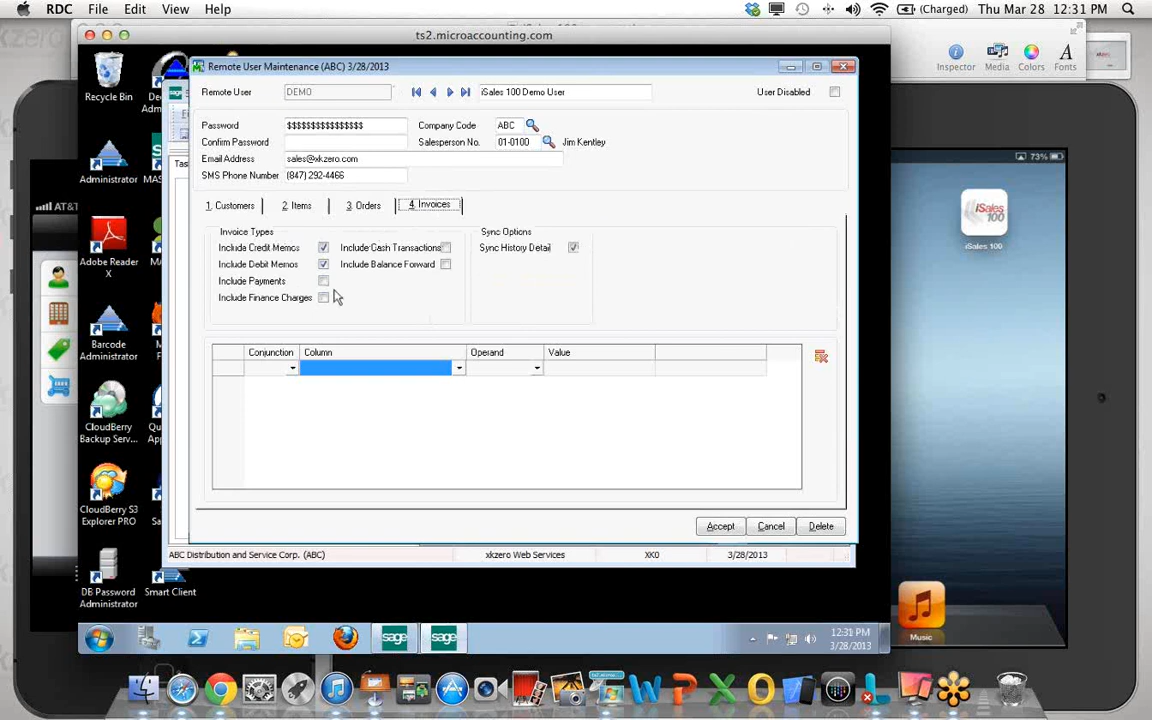 RDC File Edit View Help (Charged) Thu Mar 28 12:31 PM
ts2.microaccounting.com
Inspector Media Colors Fonts
Remote User Maintenance (ABC) 3/28/2013
Remote User DEMO iSales 100 Demo User User Disabled
Password $$$$$$$$$$$$$$$$ Company Code ABC
Confirm Password Salesperson No. 01-0100 Jim Kentley
Email Address sales@xkzero.com
SMS Phone Number (847) 292-4466
1. Customers 2. Items 3. Orders 4. Invoices
Invoice Types Sync Options
Include Credit Memos Include Cash Transactions Sync History Detail
Include Debit Memos Include Balance Forward
Include Payments
Include Finance Charges
Conjunction Column Operand Value
Accept Cancel Delete
ABC Distribution and Service Corp. (ABC) xkzero Web Services XK0 3/28/2013
Recycle Bin
Administrator
Adobe Reader X
Barcode Administrator
CloudBerry Backup Serv...
CloudBerry S3 Explorer PRO
DB Password Administrator
Smart Client
sage sage
12:31 PM
3/28/2013
AT&T
73%
iSales 100
iSales 100
Music